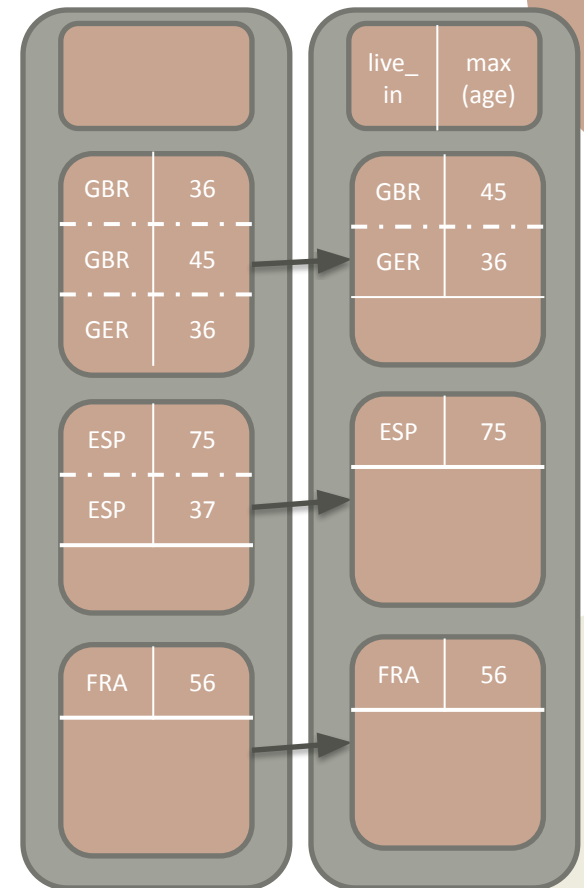 GBR 36
GBR 45
GER 36
ESP 75
ESP 37
FRA 56
live_ max
in (age)
GBR 45
GER 36
ESP 75
FRA 56